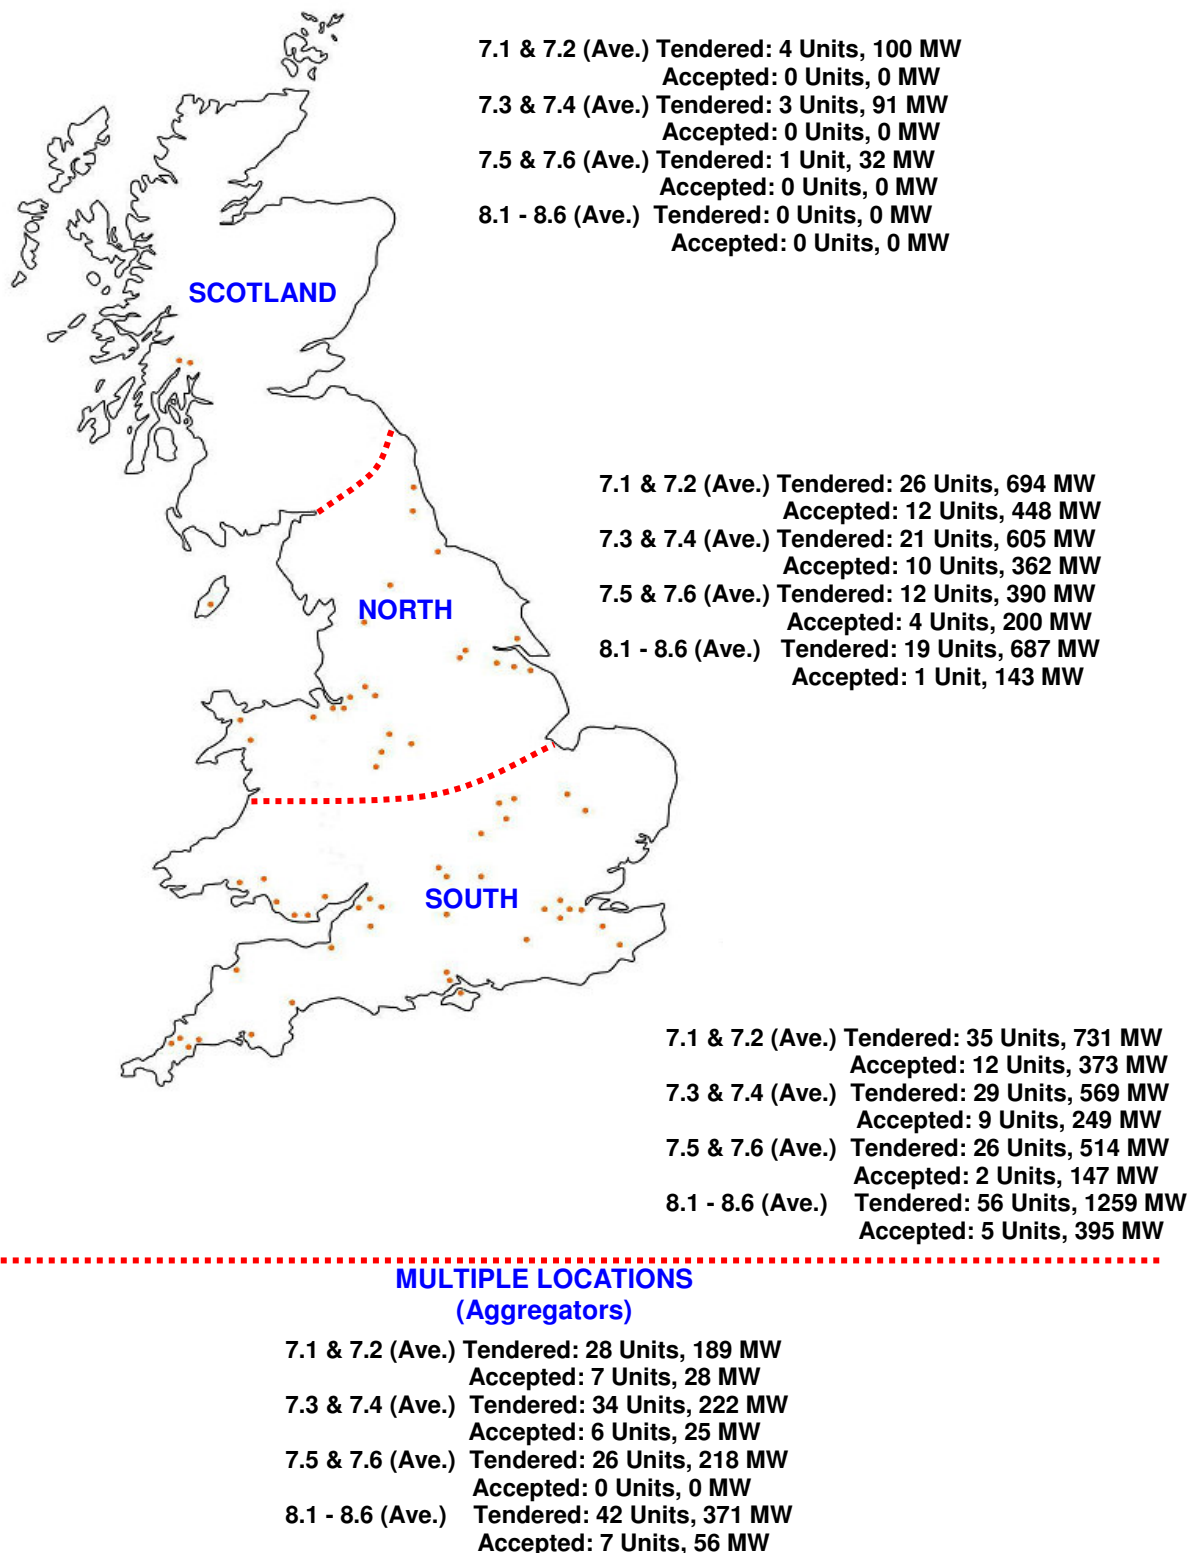 7.1 & 7.2 (Ave.) Tendered: 4 Units, 100 MW
Accepted: 0 Units, 0 MW
7.3 & 7.4 (Ave.) Tendered: 3 Units, 91 MW
Accepted: 0 Units, 0 MW
7.5 & 7.6 (Ave.) Tendered: 1 Unit, 32 MW
Accepted: 0 Units, 0 MW
8.1 - 8.6 (Ave.) Tendered: 0 Units, 0 MW
Accepted: 0 Units, 0 MW
SCOTLAND
7.1 & 7.2 (Ave.) Tendered: 26 Units, 694 MW
Accepted: 12 Units, 448 MW
7.3 & 7.4 (Ave.) Tendered: 21 Units, 605 MW
Accepted: 10 Units, 362 MW
7.5 & 7.6 (Ave.) Tendered: 12 Units, 390 MW
Accepted: 4 Units, 200 MW
8.1 - 8.6 (Ave.) Tendered: 19 Units, 687 MW
Accepted: 1 Unit, 143 MW
NORTH
SOUTH
7.1 & 7.2 (Ave.) Tendered: 35 Units, 731 MW
Accepted: 12 Units, 373 MW
7.3 & 7.4 (Ave.) Tendered: 29 Units, 569 MW
Accepted: 9 Units, 249 MW
7.5 & 7.6 (Ave.) Tendered: 26 Units, 514 MW
Accepted: 2 Units, 147 MW
8.1 - 8.6 (Ave.) Tendered: 56 Units, 1259 MW
Accepted: 5 Units, 395 MW
MULTIPLE LOCATIONS
(Aggregators)
7.1 & 7.2 (Ave.) Tendered: 28 Units, 189 MW
Accepted: 7 Units, 28 MW
7.3 & 7.4 (Ave.) Tendered: 34 Units, 222 MW
Accepted: 6 Units, 25 MW
7.5 & 7.6 (Ave.) Tendered: 26 Units, 218 MW
Accepted: 0 Units, 0 MW
8.1 - 8.6 (Ave.) Tendered: 42 Units, 371 MW
Accepted: 7 Units, 56 MW